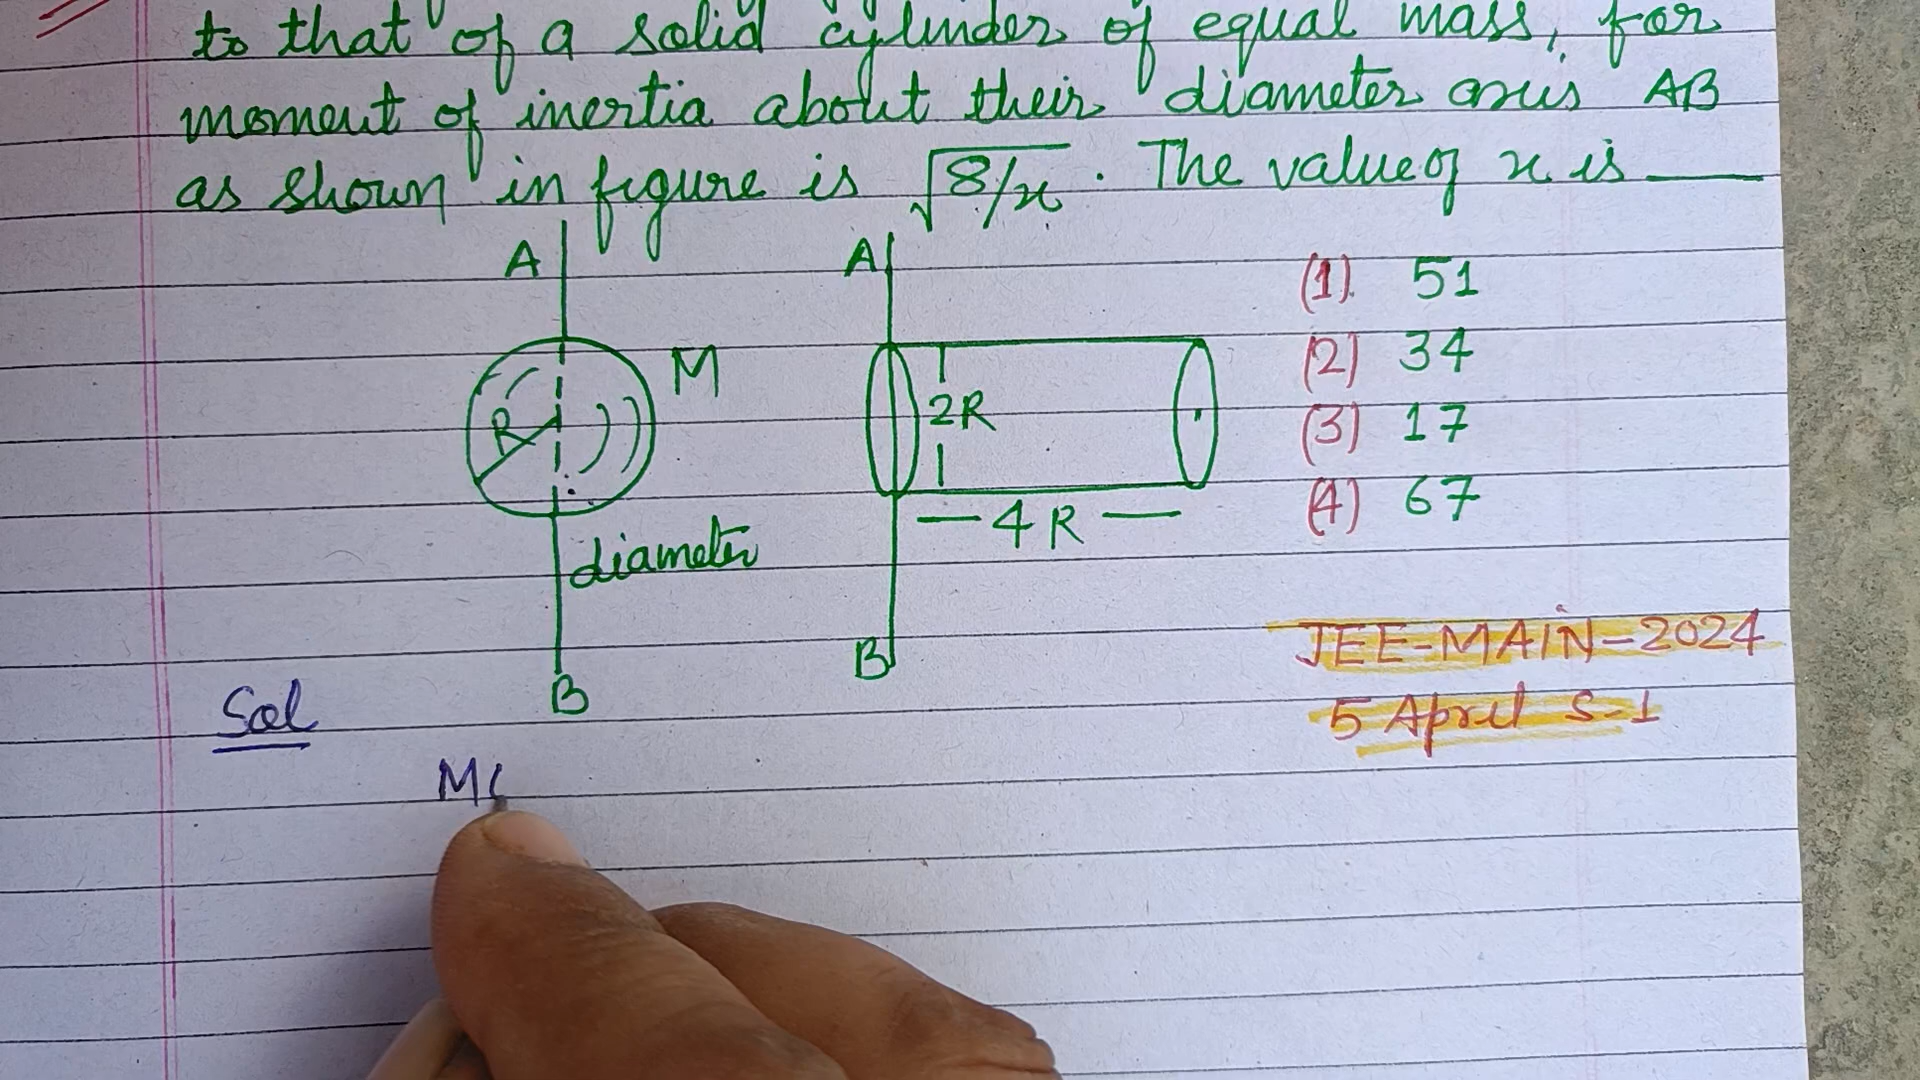 to that of a solid cylinder of equal mass, for
moment of inertia about their diameter axis AB
as shown in figure is √8/x . The value of x is ____
A
A
(1) 51
M
(2) 34
R
2R
(3) 17
4R
(4) 67
diameter
JEE-MAIN-2024
B
B
5 April S-1
Sol
M(